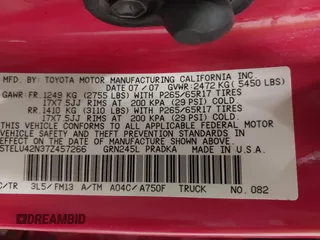 MFD. BY: TOYOTA MOTOR MANUFACTURING CALIFORNIA INC
DATE 07/07 GVWR: 2472 KG (5450 LBS)
GAWR: FR. 1249 KG (2755 LBS) WITH P265/65R17 TIRES
17X7.5JJ RIMS AT 200 KPA (29 PSI) COLD
RR. 1410 KG (3110 LBS) WITH P265/65R17 TIRES
17X7.5JJ RIMS AT 200 KPA (29 PSI) COLD
THIS VEHICLE CONFORMS TO ALL APPLICABLE FEDERAL MOTOR
VEHICLE SAFETY, BUMPER, AND THEFT PREVENTION STANDARDS
IN EFFECT ON THE DATE OF MANUFACTURE SHOWN ABOVE.
5TELU42N37Z457266 GRN245L PRADKA MADE IN U.S.A.
C/TR 3L5/FM13 A/TM A04C/A750F TRUCK NO. 082
DREAMBID